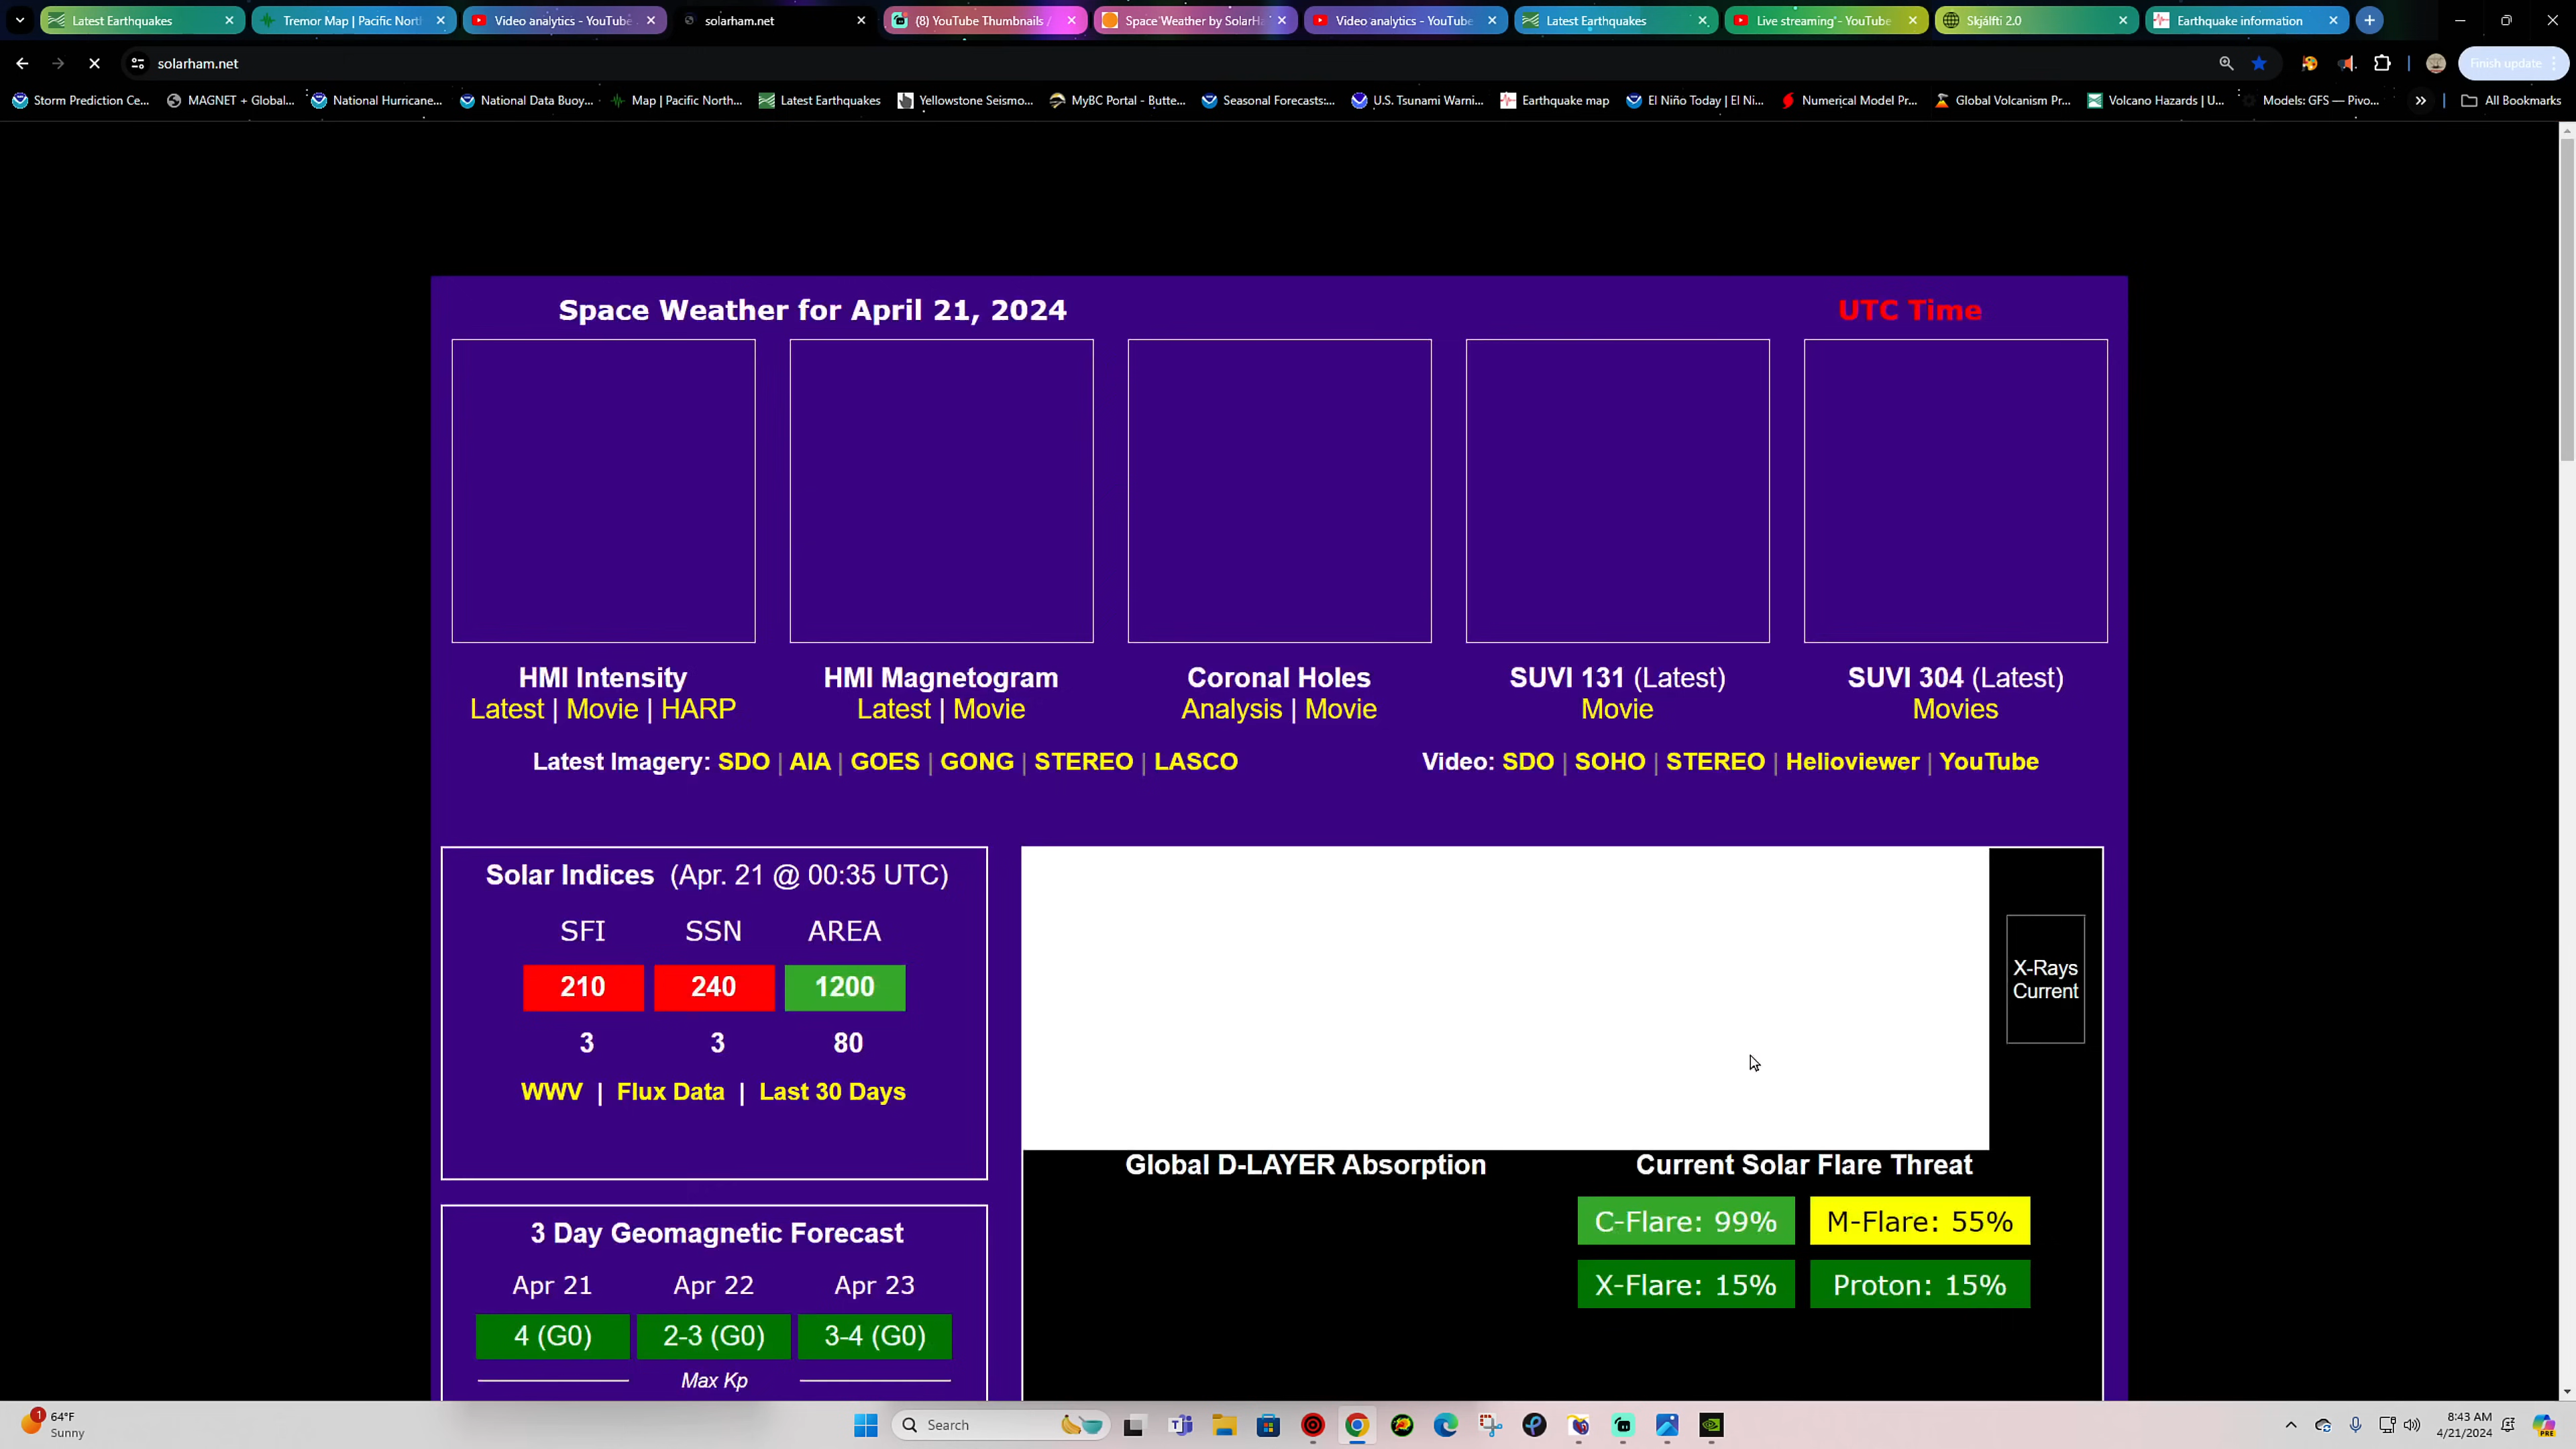 Latest Earthquakes
Tremor Map | Pacific North
Video analytics - YouTube
solarham.net
(8) YouTube Thumbnails /
Space Weather by SolarHa
Video analytics - YouTube
Latest Earthquakes
Live streaming - YouTube
Skjálfti 2.0
Earthquake information
solarham.net
Finish update
Storm Prediction Ce...
MAGNET + Global...
National Hurricane...
National Data Buoy...
Map | Pacific North...
Latest Earthquakes
Yellowstone Seismo...
MyBC Portal - Butte...
Seasonal Forecasts:...
U.S. Tsunami Warni...
Earthquake map
El Niño Today | El Ni...
Numerical Model Pr...
Global Volcanism Pr...
Volcano Hazards | U...
Models: GFS — Pivo...
All Bookmarks
Space Weather for April 21, 2024
UTC Time
HMI Intensity
Latest | Movie | HARP
HMI Magnetogram
Latest | Movie
Coronal Holes
Analysis | Movie
SUVI 131 (Latest)
Movie
SUVI 304 (Latest)
Movies
Latest Imagery: SDO | AIA | GOES | GONG | STEREO | LASCO
Video: SDO | SOHO | STEREO | Helioviewer | YouTube
Solar Indices (Apr. 21 @ 00:35 UTC)
SFI SSN AREA
210 240 1200
3 3 80
WWV | Flux Data | Last 30 Days
X-Rays
Current
Global D-LAYER Absorption
Current Solar Flare Threat
C-Flare: 99% M-Flare: 55%
X-Flare: 15% Proton: 15%
3 Day Geomagnetic Forecast
Apr 21 Apr 22 Apr 23
4 (G0) 2-3 (G0) 3-4 (G0)
Max Kp
1
64°F
Sunny
Search
8:43 AM
4/21/2024
PRE